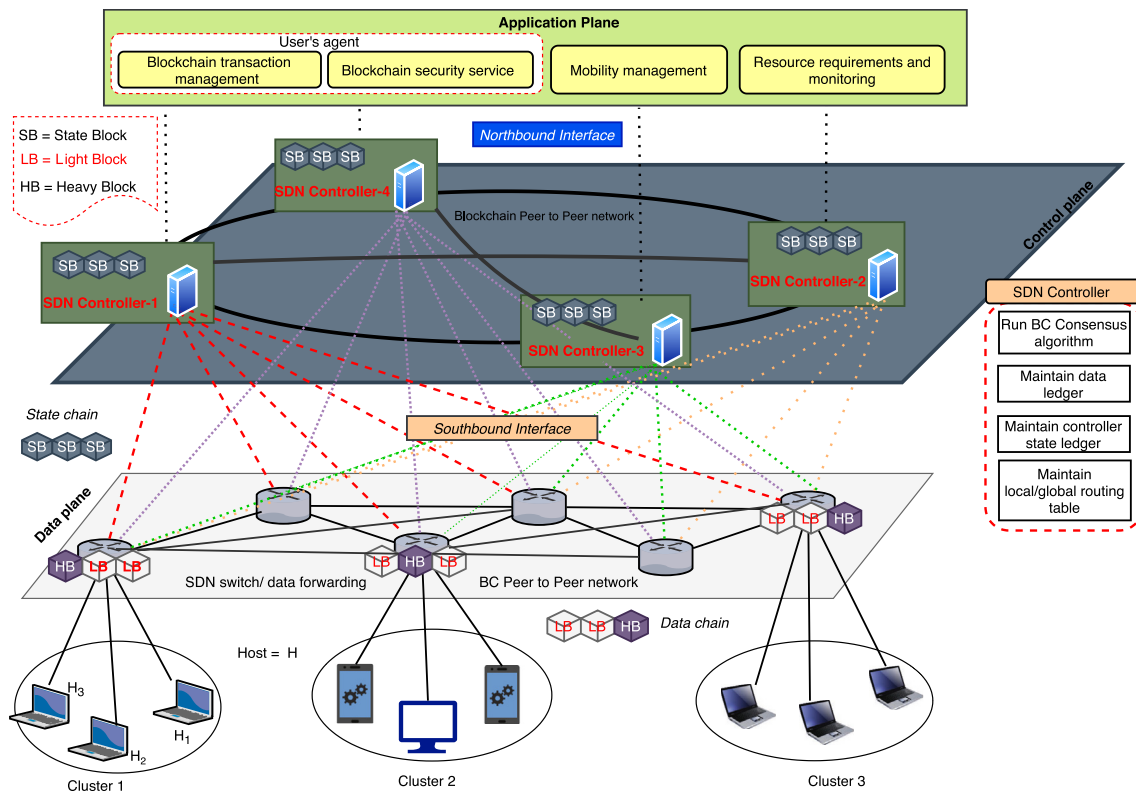 Application Plane
User's agent
Blockchain transaction
management
Blockchain security service
Mobility management
Resource requirements and
monitoring
SB = State Block
LB = Light Block
HB = Heavy Block
Northbound Interface
SB SB SB
SDN Controller-4
Blockchain Peer to Peer network
Control plane
SB SB SB
SDN Controller-1
SB SB SB
SDN Controller-2
SB SB SB
SDN Controller-3
SDN Controller
Run BC Consensus
algorithm
Maintain data
ledger
Maintain controller
state ledger
Maintain
local/global routing
table
State chain
SB SB SB
Southbound Interface
Data plane
HB LB LB
LB HB LB
LB LB HB
SDN switch/ data forwarding
BC Peer to Peer network
LB LB HB
Data chain
Host = H
H3
H2
H1
Cluster 1
Cluster 2
Cluster 3